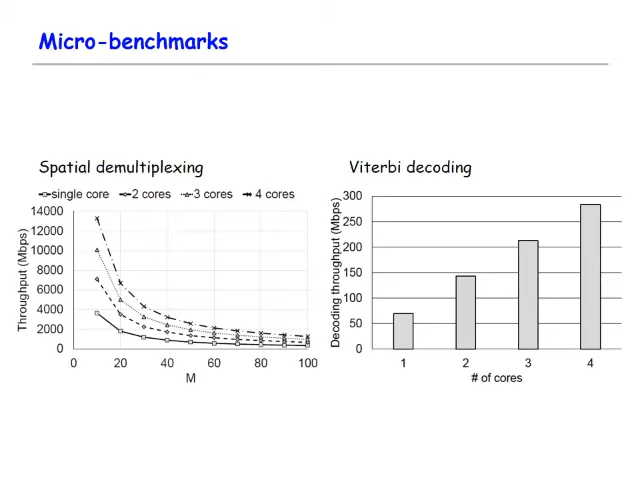 Micro-benchmarks
Spatial demultiplexing
single core 2 cores 3 cores 4 cores
Throughput (Mbps)
14000
12000
10000
8000
6000
4000
2000
0
0 20 40 60 80 100
M
Viterbi decoding
Decoding throughput (Mbps)
300
250
200
150
100
50
0
1 2 3 4
# of cores